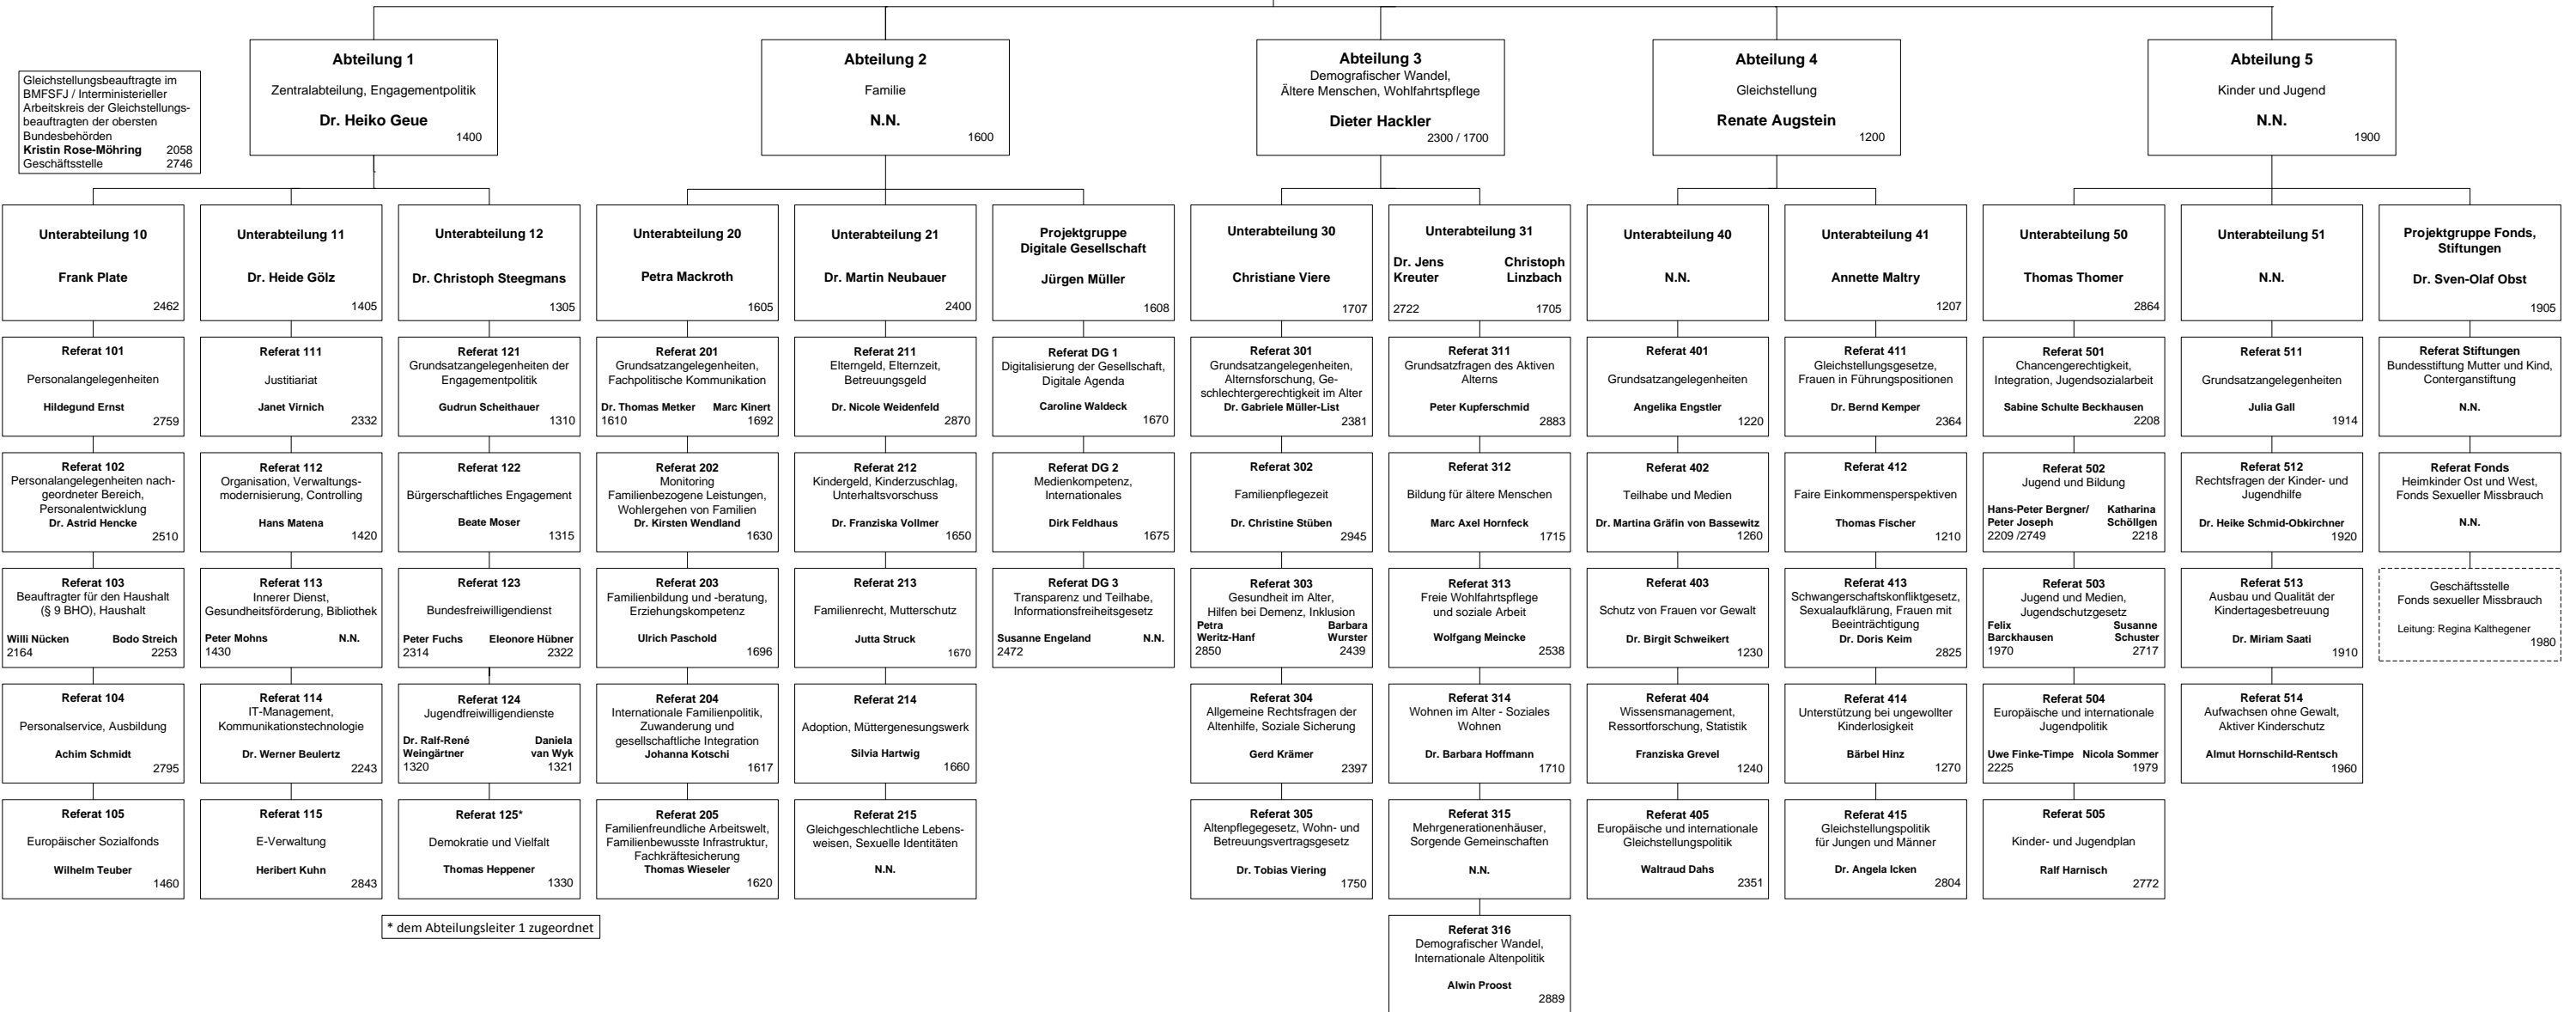 Gleichstellungsbeauftragte im
BMFSFJ / Interministerieller
Arbeitskreis der Gleichstellungs-
beauftragten der obersten
Bundesbehörden
Kristin Rose-Möhring 2058
Geschäftsstelle 2746
Abteilung 1
Zentralabteilung, Engagementpolitik
Dr. Heiko Geue
1400
Abteilung 2
Familie
N.N.
1600
Abteilung 3
Demografischer Wandel,
Ältere Menschen, Wohlfahrtspflege
Dieter Hackler
2300 / 1700
Abteilung 4
Gleichstellung
Renate Augstein
1200
Abteilung 5
Kinder und Jugend
N.N.
1900
Unterabteilung 10
Frank Plate
2462
Unterabteilung 11
Dr. Heide Gölz
1405
Unterabteilung 12
Dr. Christoph Steegmans
1305
Unterabteilung 20
Petra Mackroth
1605
Unterabteilung 21
Dr. Martin Neubauer
2400
Projektgruppe
Digitale Gesellschaft
Jürgen Müller
1608
Unterabteilung 30
Christiane Viere
1707
Unterabteilung 31
Dr. Jens Christoph
Kreuter Linzbach
2722 1705
Unterabteilung 40
N.N.
Unterabteilung 41
Annette Maltry
1207
Unterabteilung 50
Thomas Thomer
2864
Unterabteilung 51
N.N.
Projektgruppe Fonds,
Stiftungen
Dr. Sven-Olaf Obst
1905
Referat 101
Personalangelegenheiten
Hildegund Ernst
2759
Referat 111
Justitiariat
Janet Virnich
2332
Referat 121
Grundsatzangelegenheiten der
Engagementpolitik
Gudrun Scheithauer
1310
Referat 201
Grundsatzangelegenheiten,
Fachpolitische Kommunikation
Dr. Thomas Metker Marc Kinert
1610 1692
Referat 211
Elterngeld, Elternzeit,
Betreuungsgeld
Dr. Nicole Weidenfeld
2870
Referat DG 1
Digitalisierung der Gesellschaft,
Digitale Agenda
Caroline Waldeck
1670
Referat 301
Grundsatzangelegenheiten,
Alternsforschung, Ge-
schlechtergerechtigkeit im Alter
Dr. Gabriele Müller-List
2381
Referat 311
Grundsatzfragen des Aktiven
Alterns
Peter Kupferschmid
2883
Referat 401
Grundsatzangelegenheiten
Angelika Engstler
1220
Referat 411
Gleichstellungsgesetze,
Frauen in Führungspositionen
Dr. Bernd Kemper
2364
Referat 501
Chancengerechtigkeit,
Integration, Jugendsozialarbeit
Sabine Schulte Beckhausen
2208
Referat 511
Grundsatzangelegenheiten
Julia Gall
1914
Referat Stiftungen
Bundesstiftung Mutter und Kind,
Conterganstiftung
N.N.
Referat 102
Personalangelegenheiten nach-
geordneter Bereich,
Personalentwicklung
Dr. Astrid Hencke
2510
Referat 112
Organisation, Verwaltungs-
modernisierung, Controlling
Hans Matena
1420
Referat 122
Bürgerschaftliches Engagement
Beate Moser
1315
Referat 202
Monitoring
Familienbezogene Leistungen,
Wohlergehen von Familien
Dr. Kirsten Wendland
1630
Referat 212
Kindergeld, Kinderzuschlag,
Unterhaltsvorschuss
Dr. Franziska Vollmer
1650
Referat DG 2
Medienkompetenz,
Internationales
Dirk Feldhaus
1675
Referat 302
Familienpflegezeit
Dr. Christine Stüben
2945
Referat 312
Bildung für ältere Menschen
Marc Axel Hornfeck
1715
Referat 402
Teilhabe und Medien
Dr. Martina Gräfin von Bassewitz
1260
Referat 412
Faire Einkommensperspektiven
Thomas Fischer
1210
Referat 502
Jugend und Bildung
Hans-Peter Bergner/ Katharina
Peter Joseph Schöllgen
2209 /2749 2218
Referat 512
Rechtsfragen der Kinder- und
Jugendhilfe
Dr. Heike Schmid-Obkirchner
1920
Referat Fonds
Heimkinder Ost und West,
Fonds Sexueller Missbrauch
N.N.
Referat 103
Beauftragter für den Haushalt
(§ 9 BHO), Haushalt
Willi Nücken Bodo Streich
2164 2253
Referat 113
Innerer Dienst,
Gesundheitsförderung, Bibliothek
Peter Mohns N.N.
1430
Referat 123
Bundesfreiwilligendienst
Peter Fuchs Eleonore Hübner
2314 2322
Referat 203
Familienbildung und -beratung,
Erziehungskompetenz
Ulrich Paschold
1696
Referat 213
Familienrecht, Mutterschutz
Jutta Struck
1670
Referat DG 3
Transparenz und Teilhabe,
Informationsfreiheitsgesetz
Susanne Engeland N.N.
2472
Referat 303
Gesundheit im Alter,
Hilfen bei Demenz, Inklusion
Petra Barbara
Weritz-Hanf Wurster
2850 2439
Referat 313
Freie Wohlfahrtspflege
und soziale Arbeit
Wolfgang Meincke
2538
Referat 403
Schutz von Frauen vor Gewalt
Dr. Birgit Schweikert
1230
Referat 413
Schwangerschaftskonfliktgesetz,
Sexualaufklärung, Frauen mit
Beeinträchtigung
Dr. Doris Keim
2825
Referat 503
Jugend und Medien,
Jugendschutzgesetz
Felix Susanne
Barckhausen Schuster
1970 2717
Referat 513
Ausbau und Qualität der
Kindertagesbetreuung
Dr. Miriam Saati
1910
Geschäftsstelle
Fonds sexueller Missbrauch
Leitung: Regina Kalthegener
1980
Referat 104
Personalservice, Ausbildung
Achim Schmidt
2795
Referat 114
IT-Management,
Kommunikationstechnologie
Dr. Werner Beulertz
2243
Referat 124
Jugendfreiwilligendienste
Dr. Ralf-René Daniela
Weingärtner van Wyk
1320 1321
Referat 204
Internationale Familienpolitik,
Zuwanderung und
gesellschaftliche Integration
Johanna Kotschi
1617
Referat 214
Adoption, Müttergenesungswerk
Silvia Hartwig
1660
Referat 304
Allgemeine Rechtsfragen der
Altenhilfe, Soziale Sicherung
Gerd Krämer
2397
Referat 314
Wohnen im Alter - Soziales
Wohnen
Dr. Barbara Hoffmann
1710
Referat 404
Wissensmanagement,
Ressortforschung, Statistik
Franziska Grevel
1240
Referat 414
Unterstützung bei ungewollter
Kinderlosigkeit
Bärbel Hinz
1270
Referat 504
Europäische und internationale
Jugendpolitik
Uwe Finke-Timpe Nicola Sommer
2225 1979
Referat 514
Aufwachsen ohne Gewalt,
Aktiver Kinderschutz
Almut Hornschild-Rentsch
1960
Referat 105
Europäischer Sozialfonds
Wilhelm Teuber
1460
Referat 115
E-Verwaltung
Heribert Kuhn
2843
Referat 125*
Demokratie und Vielfalt
Thomas Heppener
1330
Referat 205
Familienfreundliche Arbeitswelt,
Familienbewusste Infrastruktur,
Fachkräftesicherung
Thomas Wieseler
1620
Referat 215
Gleichgeschlechtliche Lebens-
weisen, Sexuelle Identitäten
N.N.
Referat 305
Altenpflegegesetz, Wohn- und
Betreuungsvertragsgesetz
Dr. Tobias Viering
1750
Referat 315
Mehrgenerationenhäuser,
Sorgende Gemeinschaften
N.N.
Referat 405
Europäische und internationale
Gleichstellungspolitik
Waltraud Dahs
2351
Referat 415
Gleichstellungspolitik
für Jungen und Männer
Dr. Angela Icken
2804
Referat 505
Kinder- und Jugendplan
Ralf Harnisch
2772
* dem Abteilungsleiter 1 zugeordnet
Referat 316
Demografischer Wandel,
Internationale Altenpolitik
Alwin Proost
2889